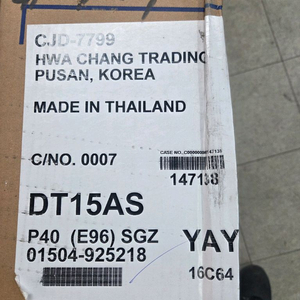 CJD-7799
HWA CHANG TRADING
PUSAN, KOREA
MADE IN THAILAND
C/NO. 0007
147138
DT15AS
P40 (E96) SGZ
YAY
01504-925218
16C64